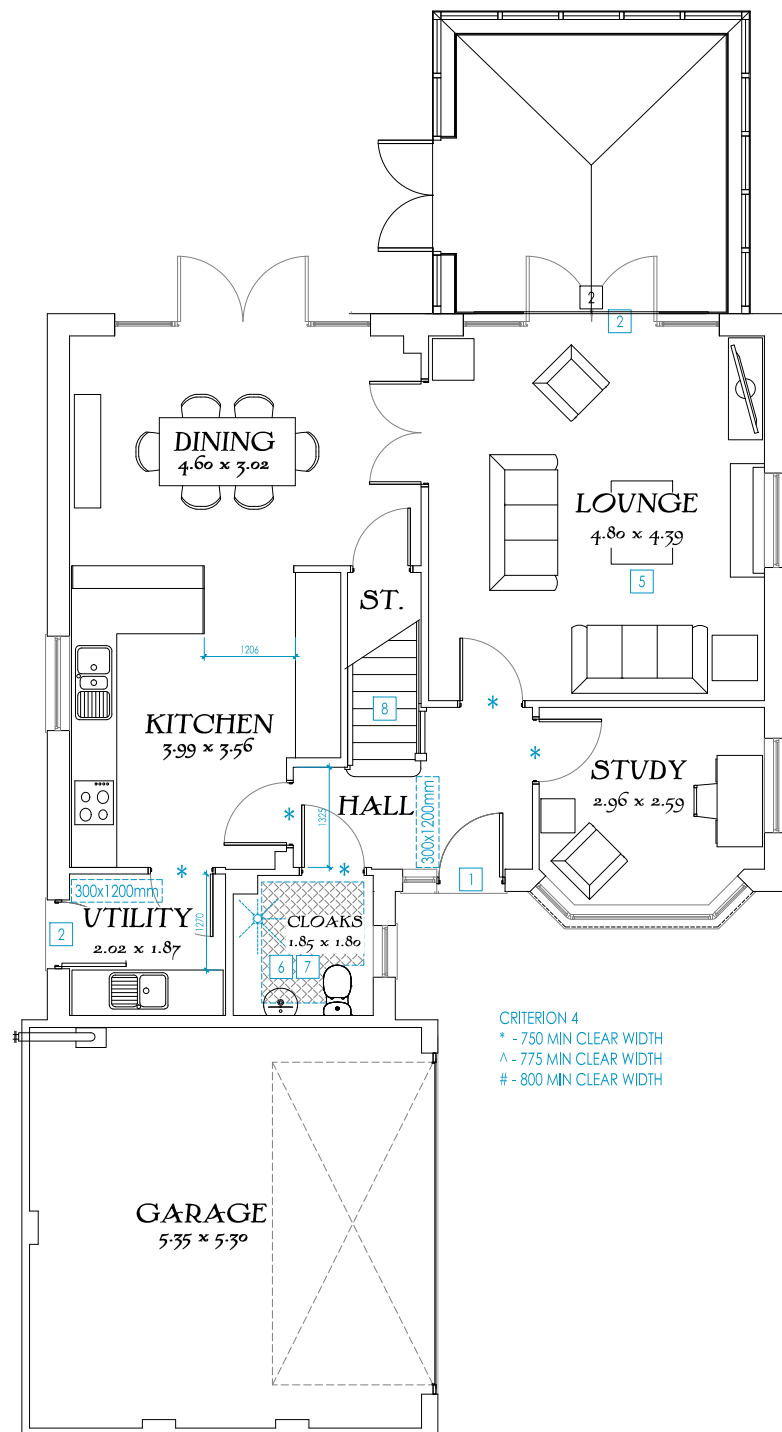 2
2
DINING
4.60 x 3.02
LOUNGE
4.80 x 4.39
5
ST.
1206
8
KITCHEN
3.99 x 3.56
*
*
STUDY
2.96 x 2.59
HALL
1325
300x1200mm
*
*
*
1
300x1200mm
UTILITY
2.02 x 1.87
1270
2
CLOAKS
1.85 x 1.80
6
7
CRITERION 4
* - 750 MIN CLEAR WIDTH
^ - 775 MIN CLEAR WIDTH
# - 800 MIN CLEAR WIDTH
GARAGE
5.35 x 5.30